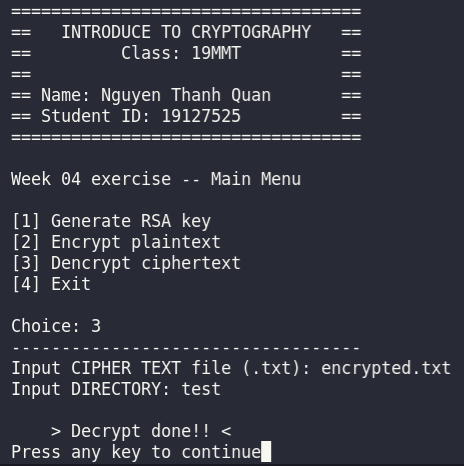 ===================================
==   INTRODUCE TO CRYPTOGRAPHY   ==
==         Class: 19MMT          ==
==                               ==
== Name: Nguyen Thanh Quan       ==
== Student ID: 19127525          ==
===================================
Week 04 exercise -- Main Menu
[1] Generate RSA key
[2] Encrypt plaintext
[3] Dencrypt ciphertext
[4] Exit
Choice: 3
-----------------------------------
Input CIPHER TEXT file (.txt): encrypted.txt
Input DIRECTORY: test
    > Decrypt done!! <
Press any key to continue